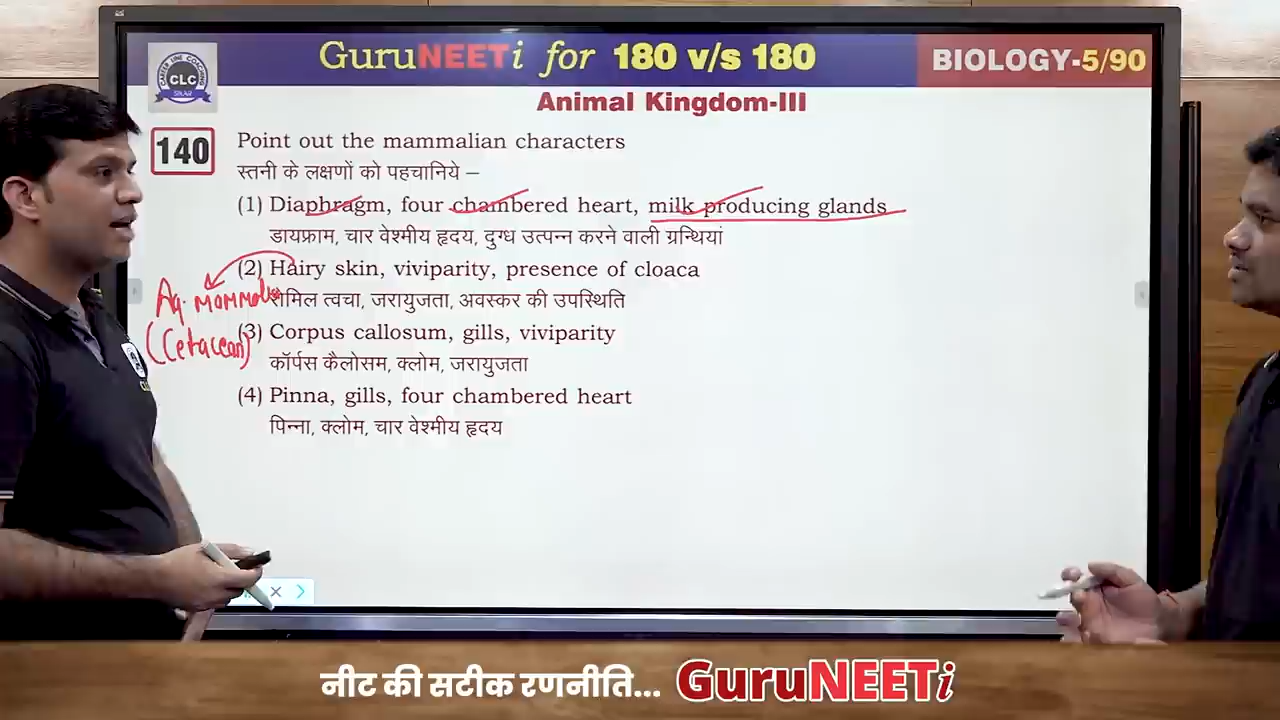 GuruNEETi for 180 v/s 180
BIOLOGY-5/90
CLC
SIKAR
Animal Kingdom-III
140
Point out the mammalian characters
स्तनी के लक्षणों को पहचानिये –
(1) Diaphragm, four chambered heart, milk producing glands
डायफ्राम, चार वेश्मीय हृदय, दुग्ध उत्पन्न करने वाली ग्रन्थियां
(2) Hairy skin, viviparity, presence of cloaca
त्वचा, जरायुजता, अवस्कर की उपस्थिति
Aq.
(3) Corpus callosum, gills, viviparity
(Cetacean)
कॉर्पस कैलोसम, क्लोम, जरायुजता
(4) Pinna, gills, four chambered heart
पिन्ना, क्लोम, चार वेश्मीय हृदय
नीट की सटीक रणनीति... GuruNEETi